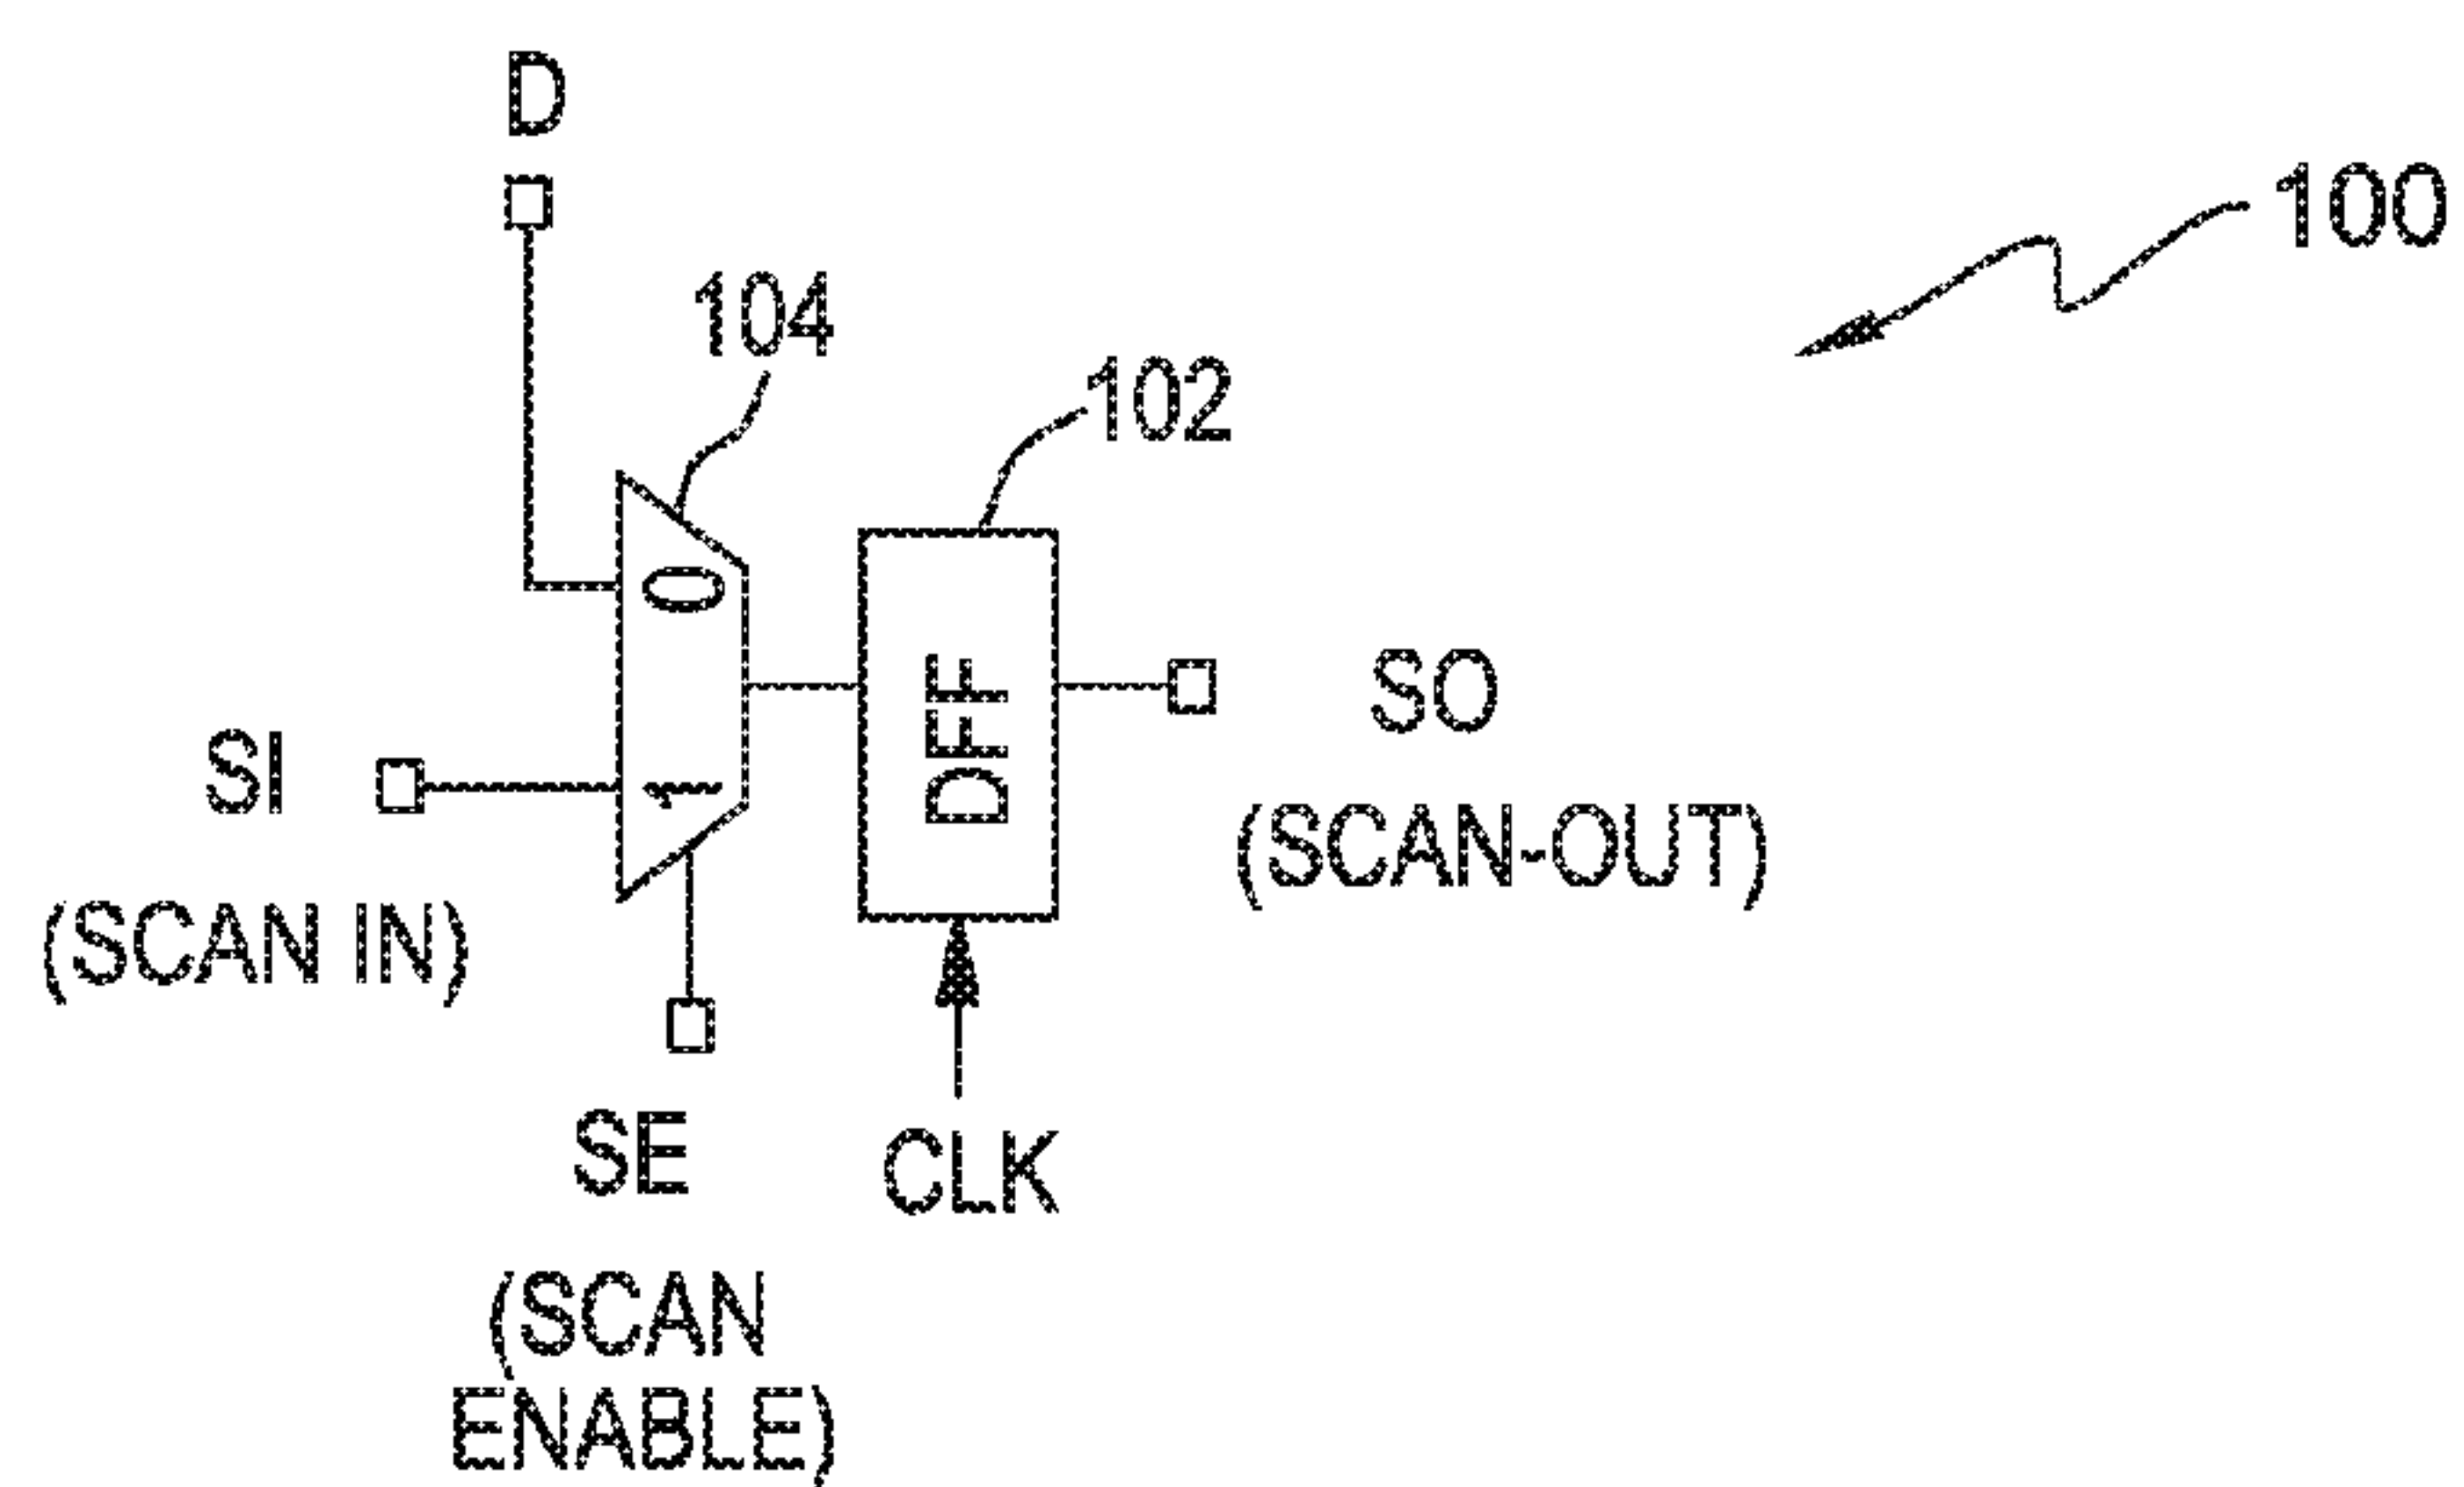 D
100
104
102
0
DFF
SO
(SCAN-OUT)
SI
(SCAN IN)
1
SE
(SCAN
ENABLE)
CLK